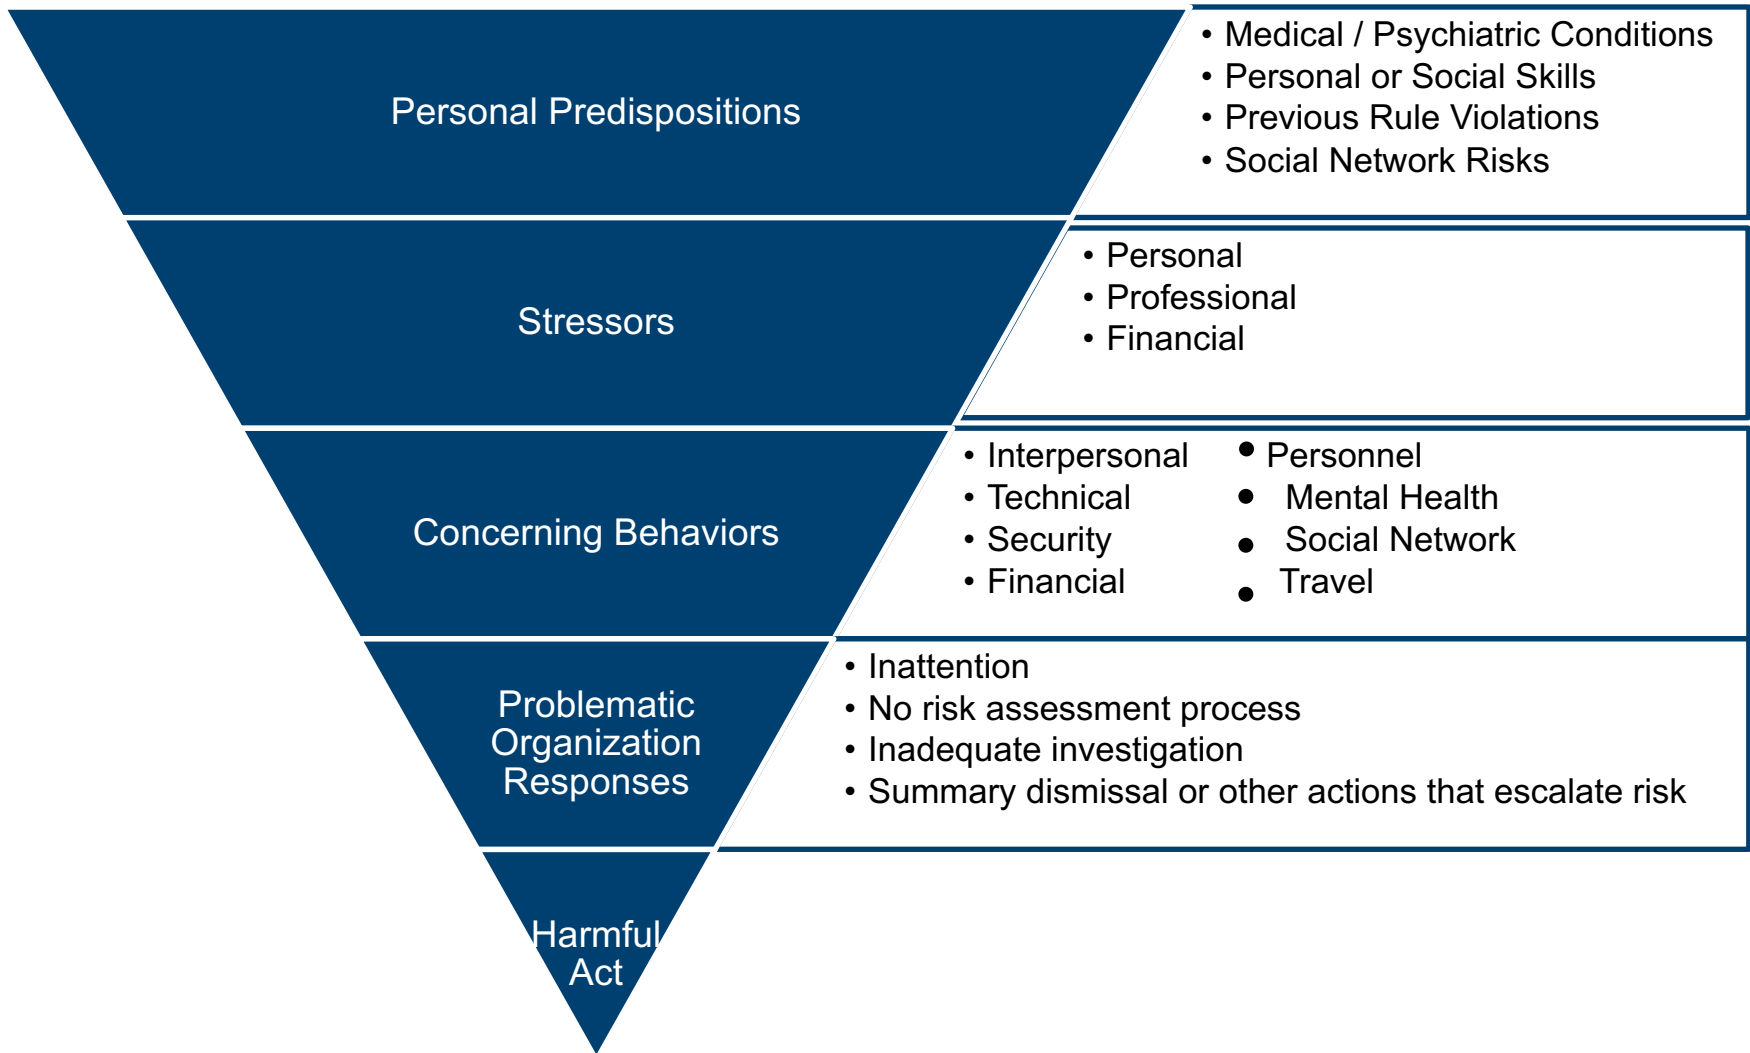 Personal Predispositions
• Medical / Psychiatric Conditions
• Personal or Social Skills
• Previous Rule Violations
• Social Network Risks
Stressors
• Personal
• Professional
• Financial
Concerning Behaviors
• Interpersonal
• Technical
• Security
• Financial
• Personnel
• Mental Health
• Social Network
• Travel
Problematic
Organization
Responses
• Inattention
• No risk assessment process
• Inadequate investigation
• Summary dismissal or other actions that escalate risk
Harmful
Act